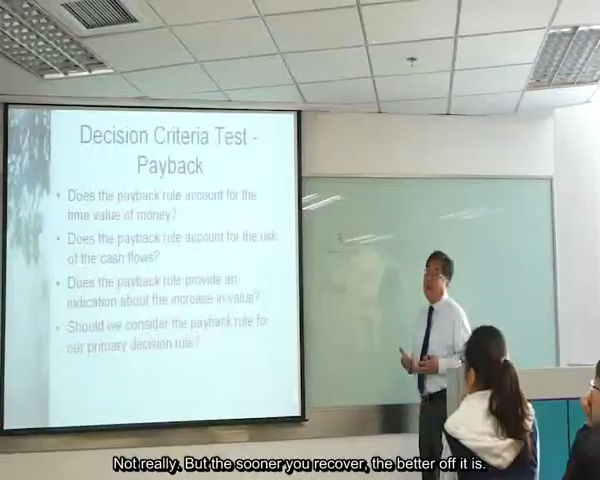 Decision Criteria Test -
Payback
• Does the payback rule account for the
time value of money?
• Does the payback rule account for the risk
of the cash flows?
• Does the payback rule provide an
indication about the increase in value?
• Should we consider the payback rule for
our primary decision rule?
Not really. But the sooner you recover, the better off it is.